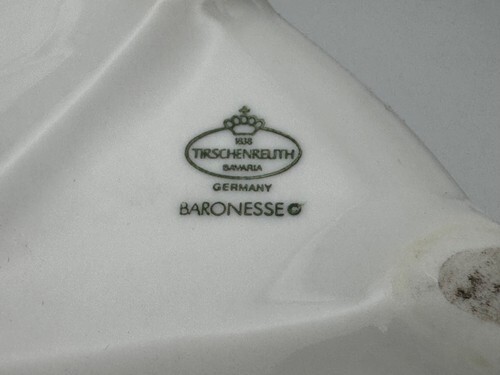 1838
TIRSCHENREUTH
BAVARIA
GERMANY
BARONESSE